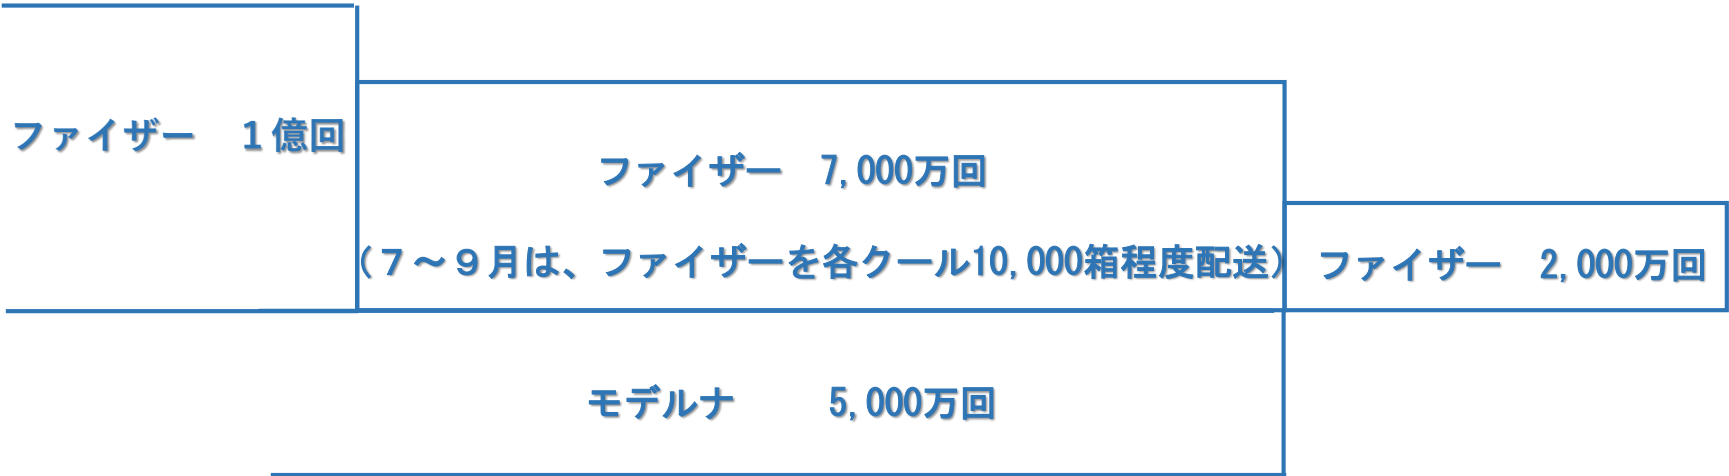 ファイザー　１億回
ファイザー　7,000万回
（７～９月は、ファイザーを各クール10,000箱程度配送）
ファイザー　2,000万回
モデルナ　　5,000万回